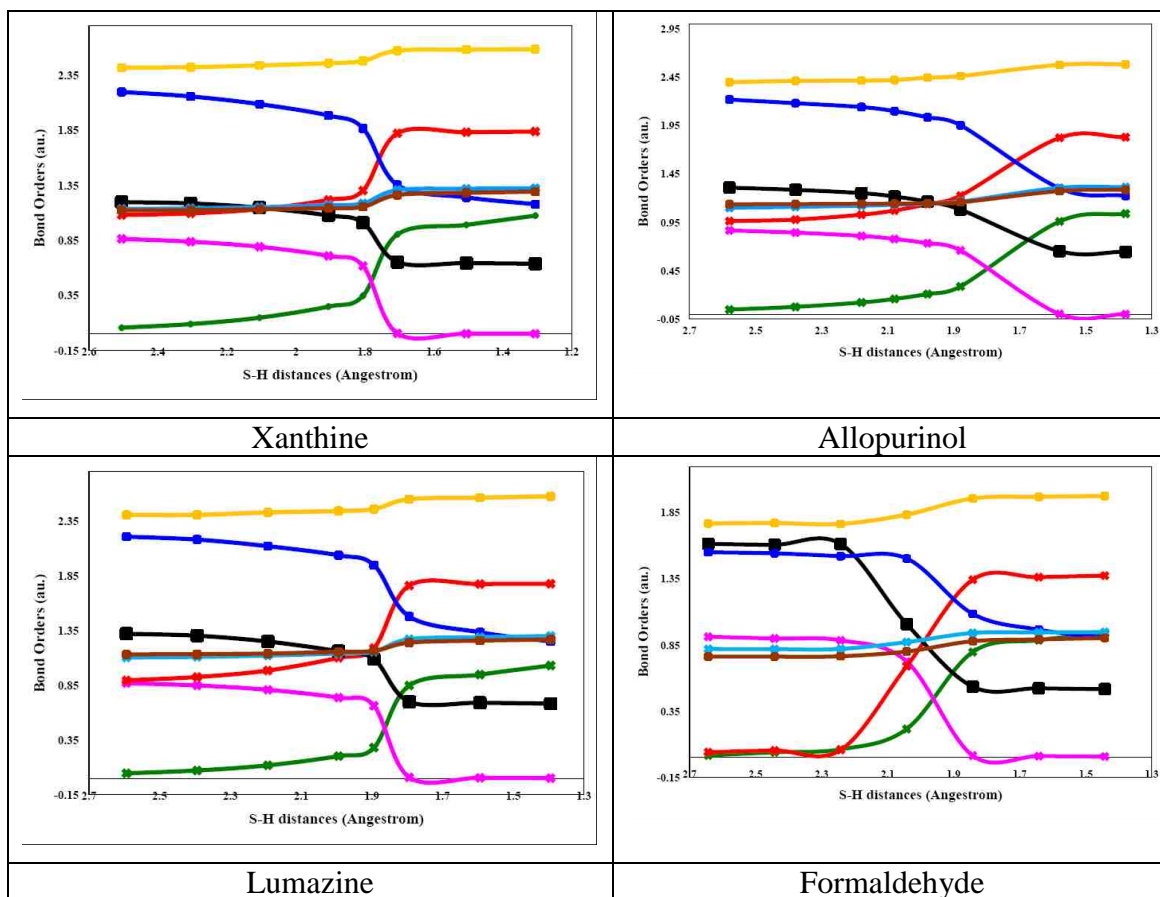 2.35
1.85
1.35
0.85
0.35
-0.15
Bond Orders (au.)
2.6 2.4 2.2 2 1.8 1.6 1.4 1.2
S-H distances (Angestrom)
Xanthine
2.95
2.45
1.95
1.45
0.95
0.45
-0.05
Bond Orders (au.)
2.7 2.5 2.3 2.1 1.9 1.7 1.5 1.3
S-H distances (Angestrom)
Allopurinol
2.35
1.85
1.35
0.85
0.35
-0.15
Bond Orders (au.)
2.7 2.5 2.3 2.1 1.9 1.7 1.5 1.3
S-H distances (Angestrom)
Lumazine
1.85
1.35
0.85
0.35
-0.15
Bond Orders (au.)
2.7 2.5 2.3 2.1 1.9 1.7 1.5 1.3
S-H distances (Angestrom)
Formaldehyde